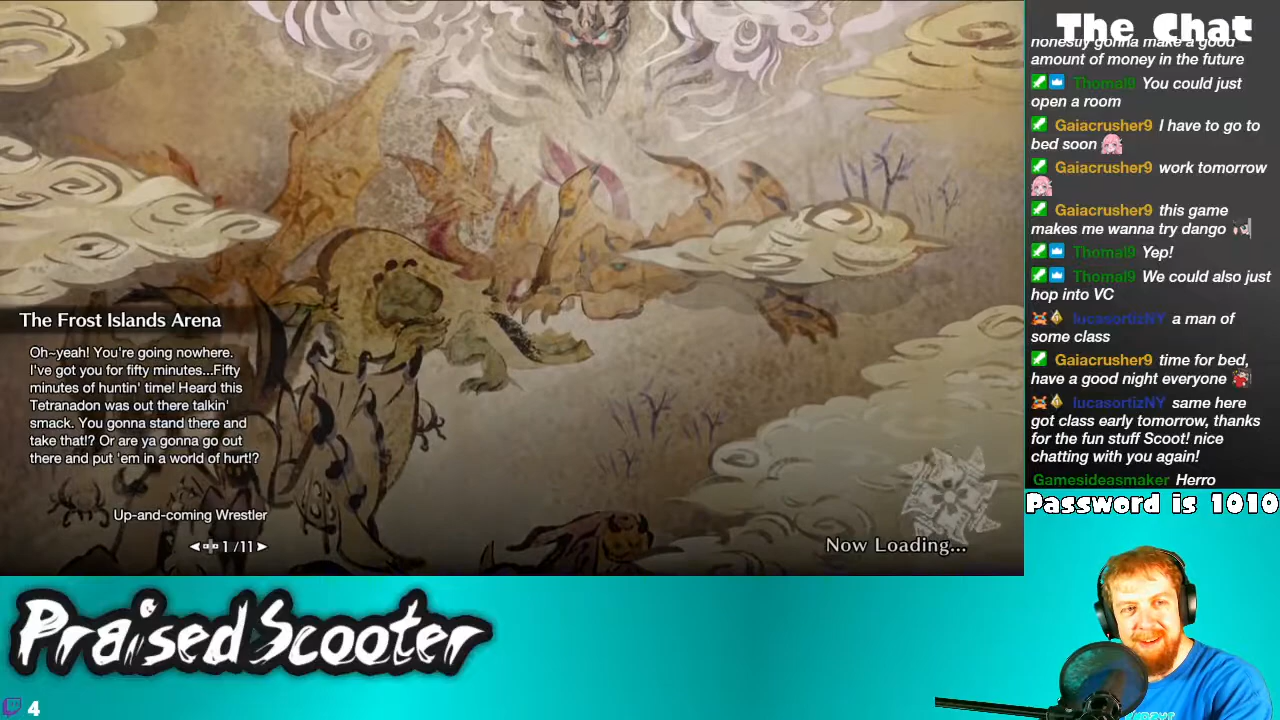 The Chat
honestly gonna make a good
amount of money in the future
Thomal9 You could just
open a room
Gaiacrusher9 I have to go to
bed soon
Gaiacrusher9 work tomorrow
Gaiacrusher9 this game
makes me wanna try dango
Thomal9 Yep!
Thomal9 We could also just
hop into VC
lucasortizNY a man of
some class
Gaiacrusher9 time for bed,
have a good night everyone
lucasortizNY same here
got class early tomorrow, thanks
for the fun stuff Scoot! nice
chatting with you again!
Gamesideasmaker Herro
Password is 1010
The Frost Islands Arena
Oh~yeah! You're going nowhere.
I've got you for fifty minutes...Fifty
minutes of huntin' time! Heard this
Tetranadon was out there talkin'
smack. You gonna stand there and
take that!? Or are ya gonna go out
there and put 'em in a world of hurt!?
Up-and-coming Wrestler
1 /11
Now Loading...
PraisedScooter
4